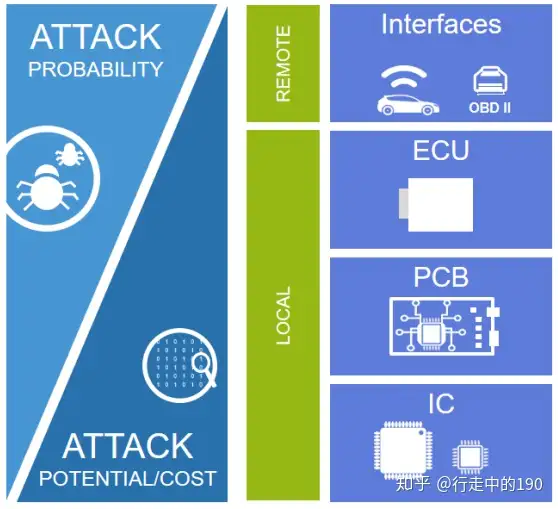 ATTACK
PROBABILITY
ATTACK
POTENTIAL/COST
REMOTE
LOCAL
Interfaces
OBD II
ECU
PCB
IC
知乎 @行走中的190